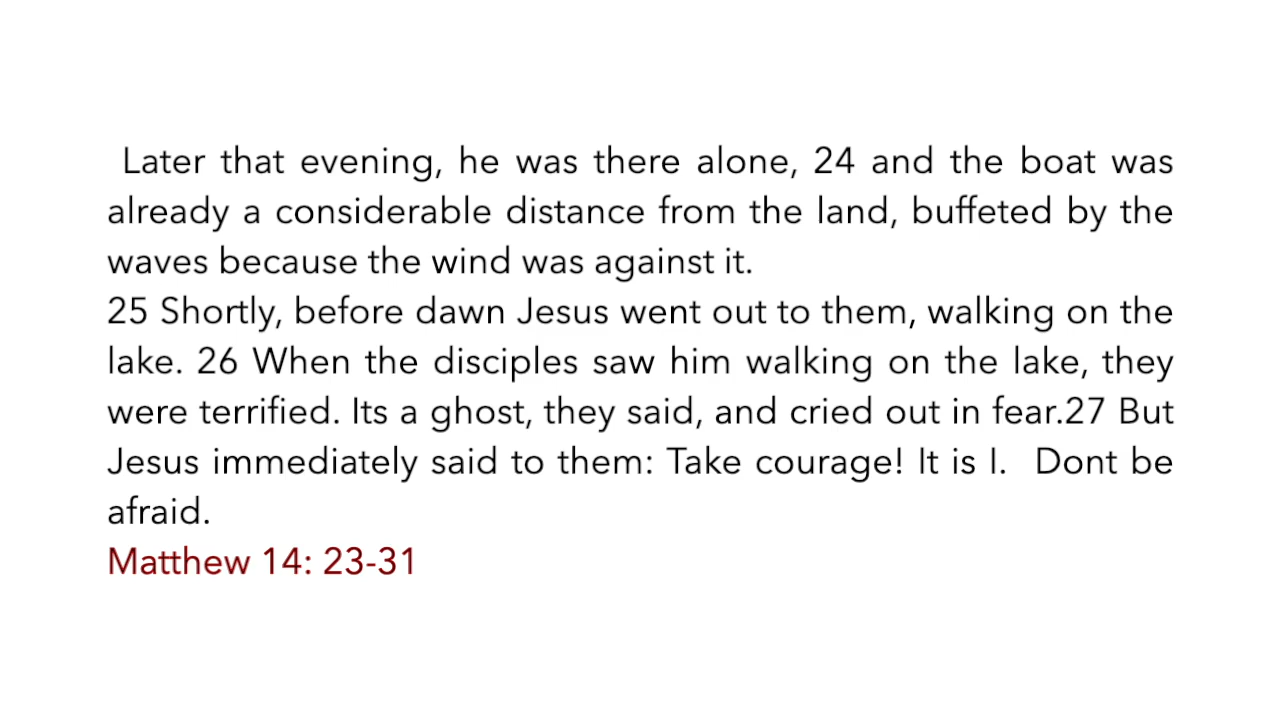 Later that evening, he was there alone, 24 and the boat was
already a considerable distance from the land, buffeted by the
waves because the wind was against it.
25 Shortly, before dawn Jesus went out to them, walking on the
lake. 26 When the disciples saw him walking on the lake, they
were terrified. Its a ghost, they said, and cried out in fear.27 But
Jesus immediately said to them: Take courage! It is I.  Dont be
afraid.
Matthew 14: 23-31